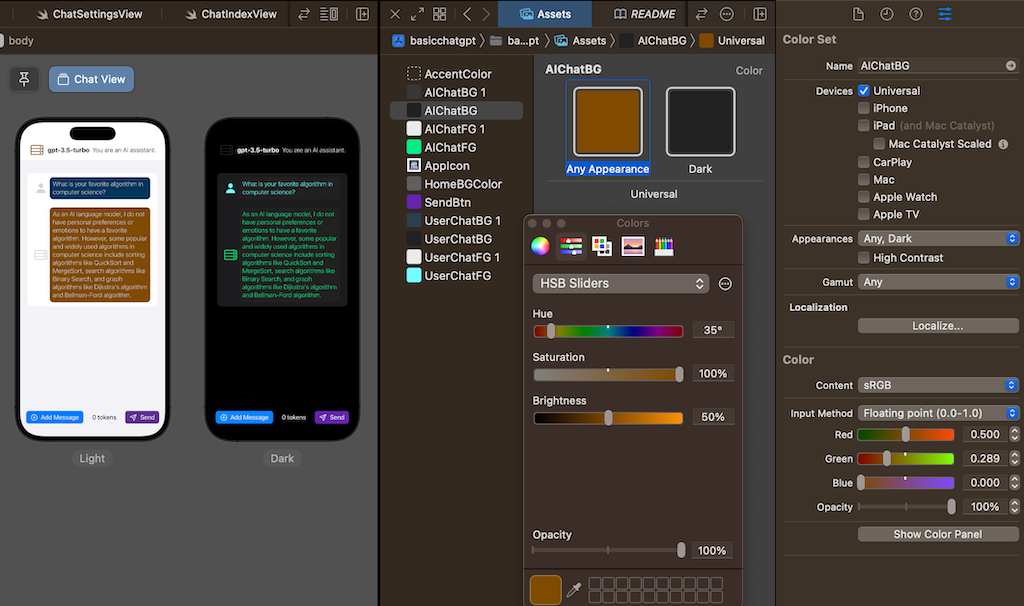 ChatSettingsView
ChatIndexView
body
Chat View
gpt-3.5-turbo You are an AI assistant.
What is your favorite algorithm in
computer science?
As an AI language model, I do not
have personal preferences or
emotions to have a favorite
algorithm. However, some popular
and widely used algorithms in
computer science include sorting
algorithms like QuickSort and
MergeSort, search algorithms like
Binary Search, and graph
algorithms like Dijkstra's algorithm
and Bellman-Ford algorithm.
Add Message
0 tokens
Send
Light
gpt-3.5-turbo You are an AI assistant.
What is your favorite algorithm in
computer science?
As an AI language model, I do not
have personal preferences or
emotions to have a favorite
algorithm. However, some popular
and widely used algorithms in
computer science include sorting
algorithms like QuickSort and
MergeSort, search algorithms like
Binary Search, and graph
algorithms like Dijkstra's algorithm
and Bellman-Ford algorithm.
Add Message
0 tokens
Send
Dark
Assets
README
basicchatgpt
ba...pt
Assets
AIChatBG
Universal
AccentColor
AIChatBG 1
AIChatBG
AIChatFG 1
AIChatFG
AppIcon
HomeBGColor
SendBtn
UserChatBG 1
UserChatBG
UserChatFG 1
UserChatFG
AIChatBG
Color
Any Appearance
Dark
Universal
Colors
HSB Sliders
Hue
35°
Saturation
100%
Brightness
50%
Opacity
100%
Color Set
Name AIChatBG
Devices Universal
iPhone
iPad (and Mac Catalyst)
Mac Catalyst Scaled
CarPlay
Mac
Apple Watch
Apple TV
Appearances Any, Dark
High Contrast
Gamut Any
Localization
Localize...
Color
Content sRGB
Input Method Floating point (0.0-1.0)
Red 0.500
Green 0.289
Blue 0.000
Opacity 100%
Show Color Panel